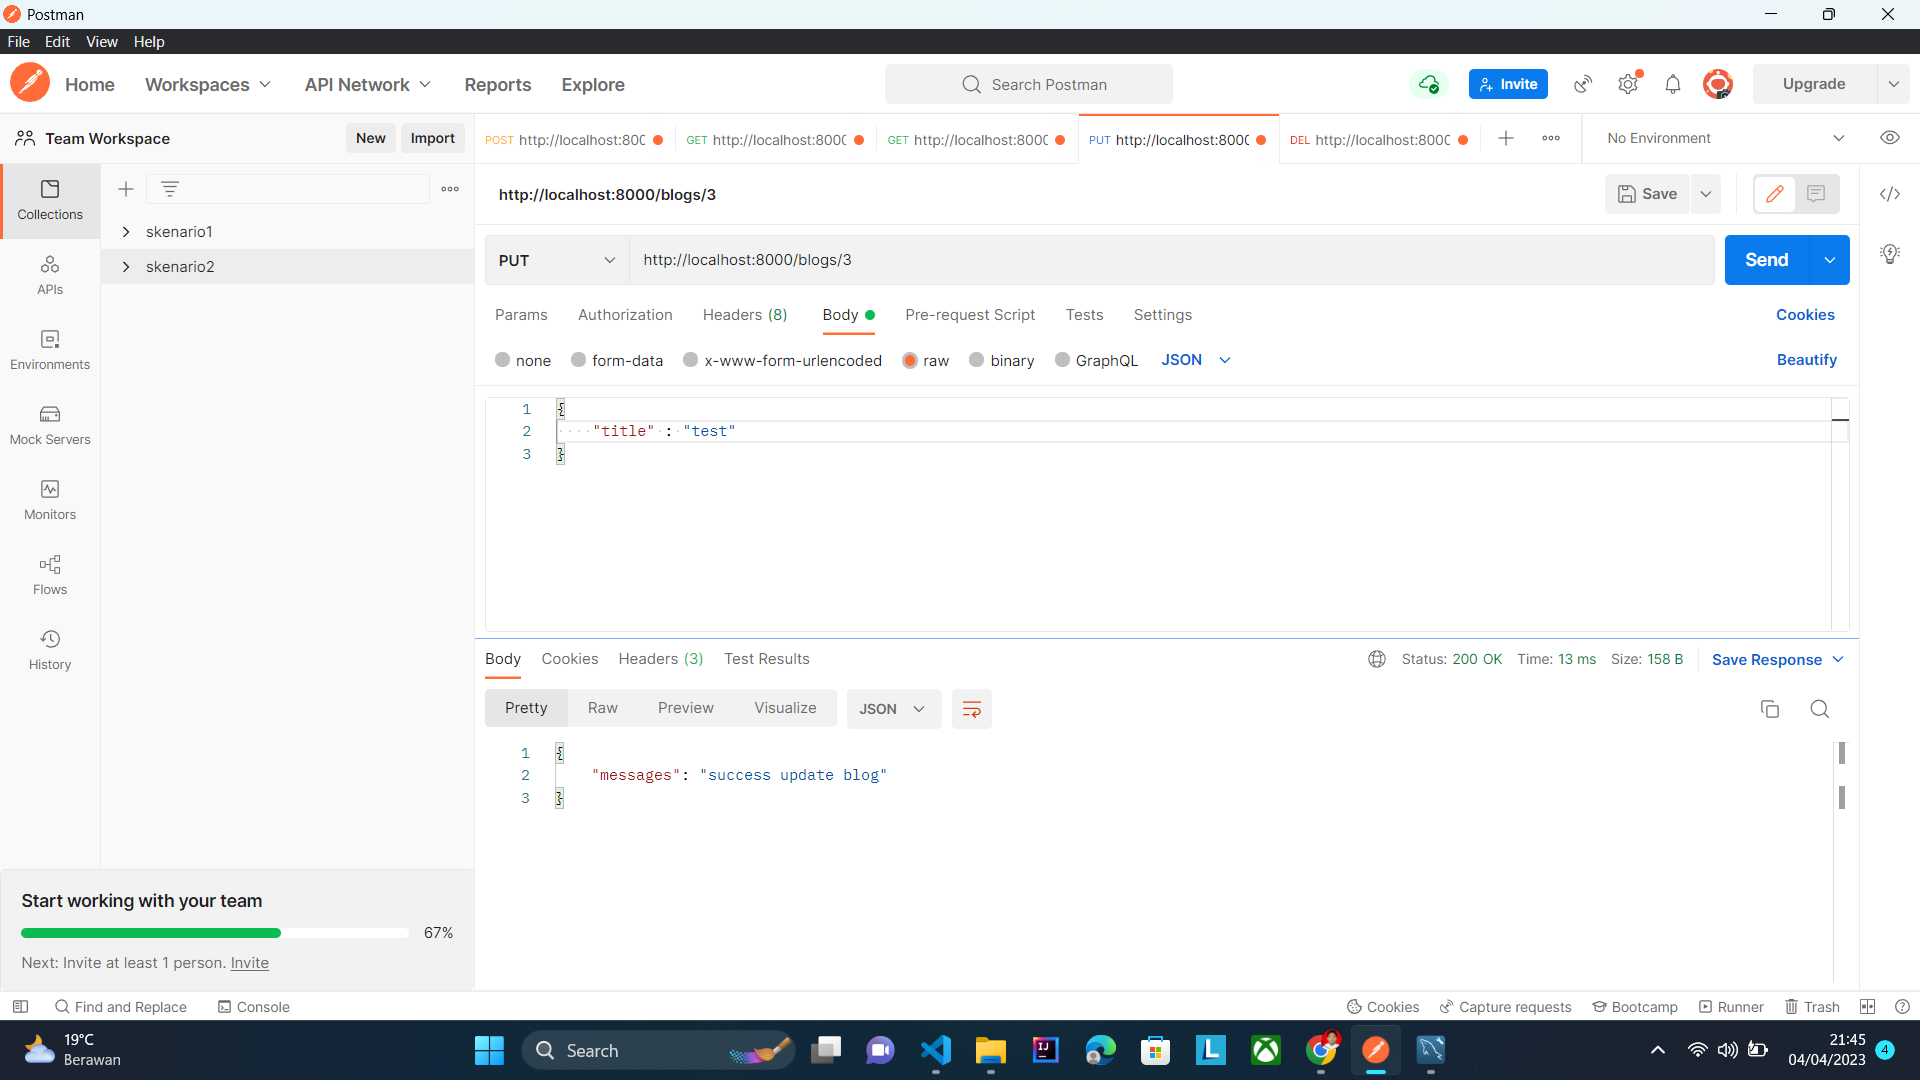 Postman
File Edit View Help
Home Workspaces API Network Reports Explore Search Postman Invite Upgrade
Team Workspace New Import
POST http://localhost:800 GET http://localhost:800 GET http://localhost:800 PUT http://localhost:800 DEL http://localhost:800 No Environment
Collections
APIs
Environments
Mock Servers
Monitors
Flows
History
skenario1
skenario2
http://localhost:8000/blogs/3 Save
PUT http://localhost:8000/blogs/3 Send
Params Authorization Headers (8) Body Pre-request Script Tests Settings Cookies
none form-data x-www-form-urlencoded raw binary GraphQL JSON Beautify
1 {
2 "title" : "test"
3 }
Body Cookies Headers (3) Test Results Status: 200 OK Time: 13 ms Size: 158 B Save Response
Pretty Raw Preview Visualize JSON
1 {
2 "messages": "success update blog"
3 }
Start working with your team
67%
Next: Invite at least 1 person. Invite
Find and Replace Console Cookies Capture requests Bootcamp Runner Trash
19°C
Berawan
Search
IJ
L
21:45
04/04/2023
4